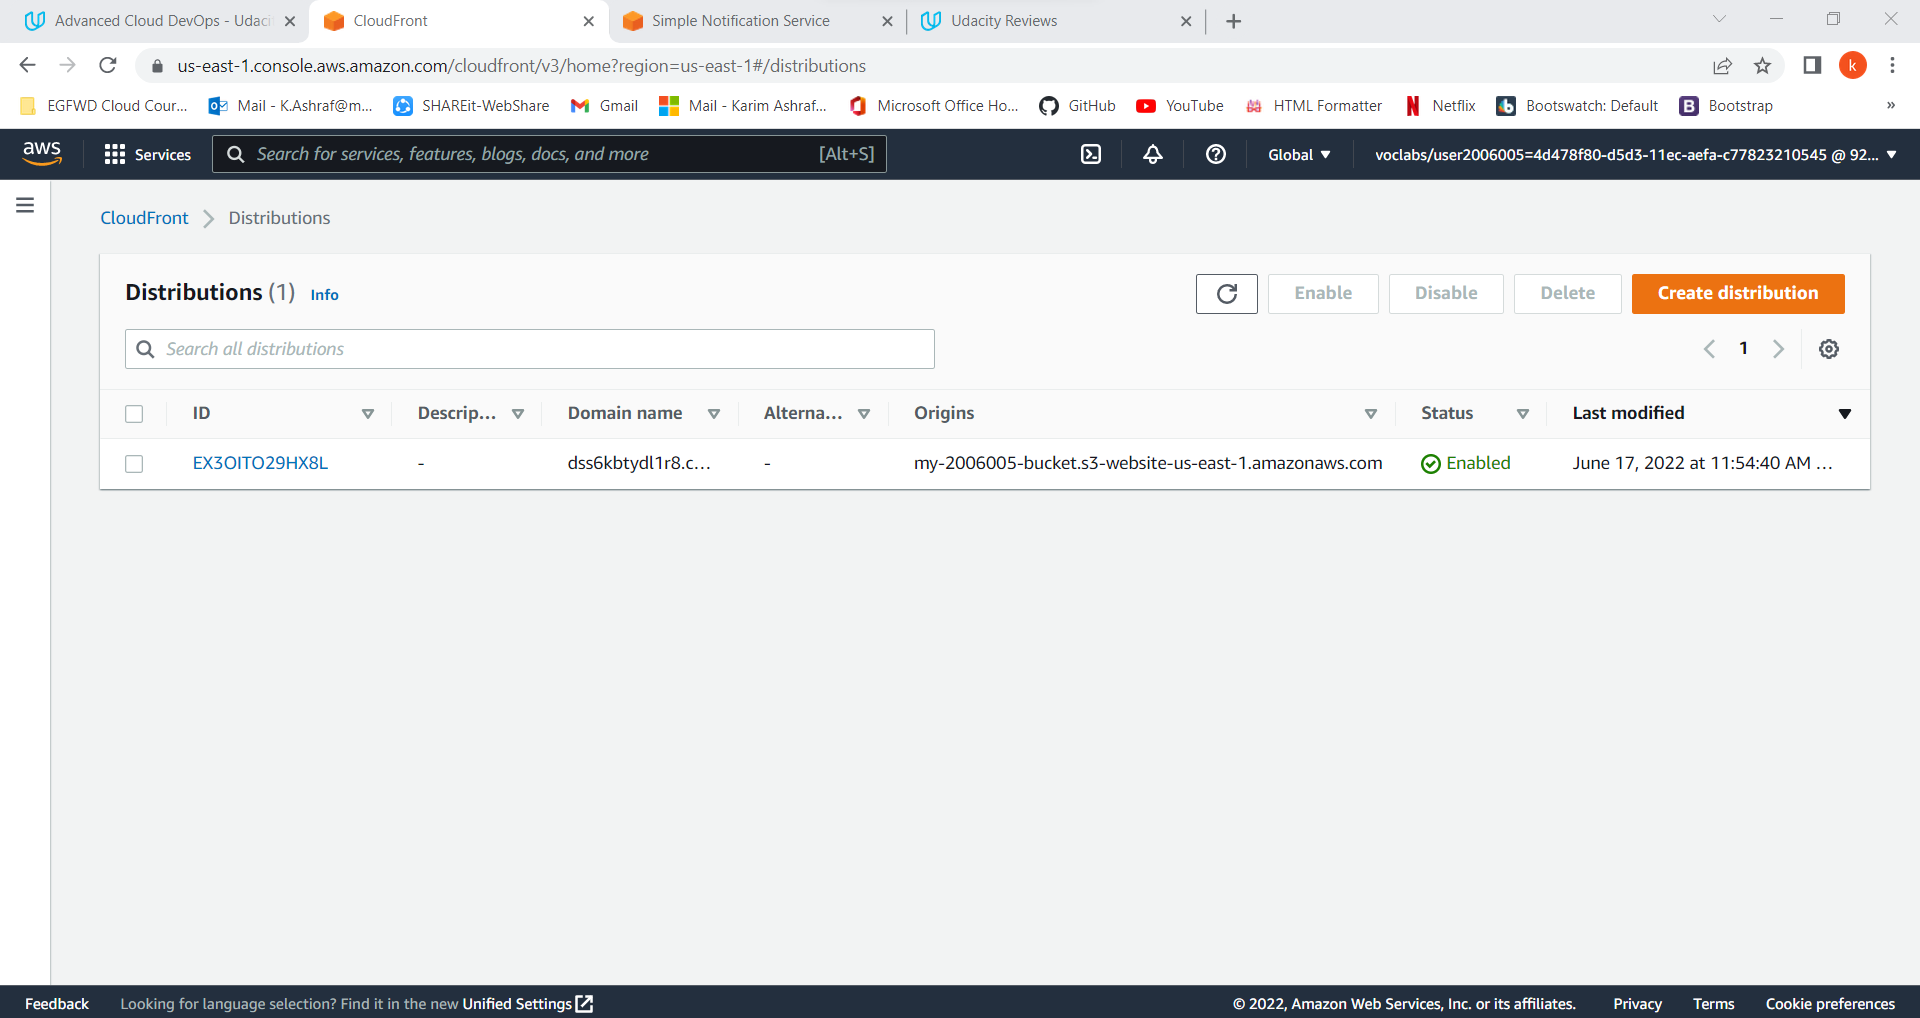 Advanced Cloud DevOps - Udaci
CloudFront
Simple Notification Service
Udacity Reviews
us-east-1.console.aws.amazon.com/cloudfront/v3/home?region=us-east-1#/distributions
k
EGFWD Cloud Cour...
Mail - K.Ashraf@m...
SHAREit-WebShare
Gmail
Mail - Karim Ashraf...
Microsoft Office Ho...
GitHub
YouTube
HTML Formatter
Netflix
Bootswatch: Default
Bootstrap
»
aws
Services
Search for services, features, blogs, docs, and more
[Alt+S]
Global
voclabs/user2006005=4d478f80-d5d3-11ec-aefa-c77823210545 @ 92...
CloudFront
Distributions
Distributions (1)
Info
Enable
Disable
Delete
Create distribution
Search all distributions
1
ID
Descrip...
Domain name
Alterna...
Origins
Status
Last modified
EX3OITO29HX8L
-
dss6kbtydl1r8.c...
-
my-2006005-bucket.s3-website-us-east-1.amazonaws.com
Enabled
June 17, 2022 at 11:54:40 AM ...
Feedback
Looking for language selection? Find it in the new Unified Settings
© 2022, Amazon Web Services, Inc. or its affiliates.
Privacy
Terms
Cookie preferences